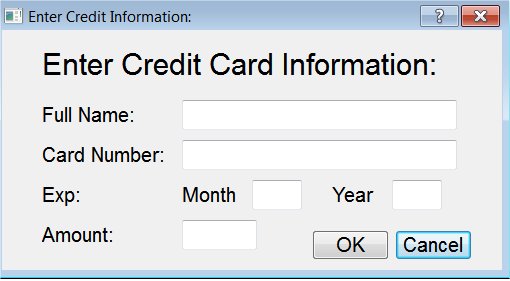 Enter Credit Information:
?
Enter Credit Card Information:
Full Name:
Card Number:
Exp: Month Year
Amount:
OK Cancel